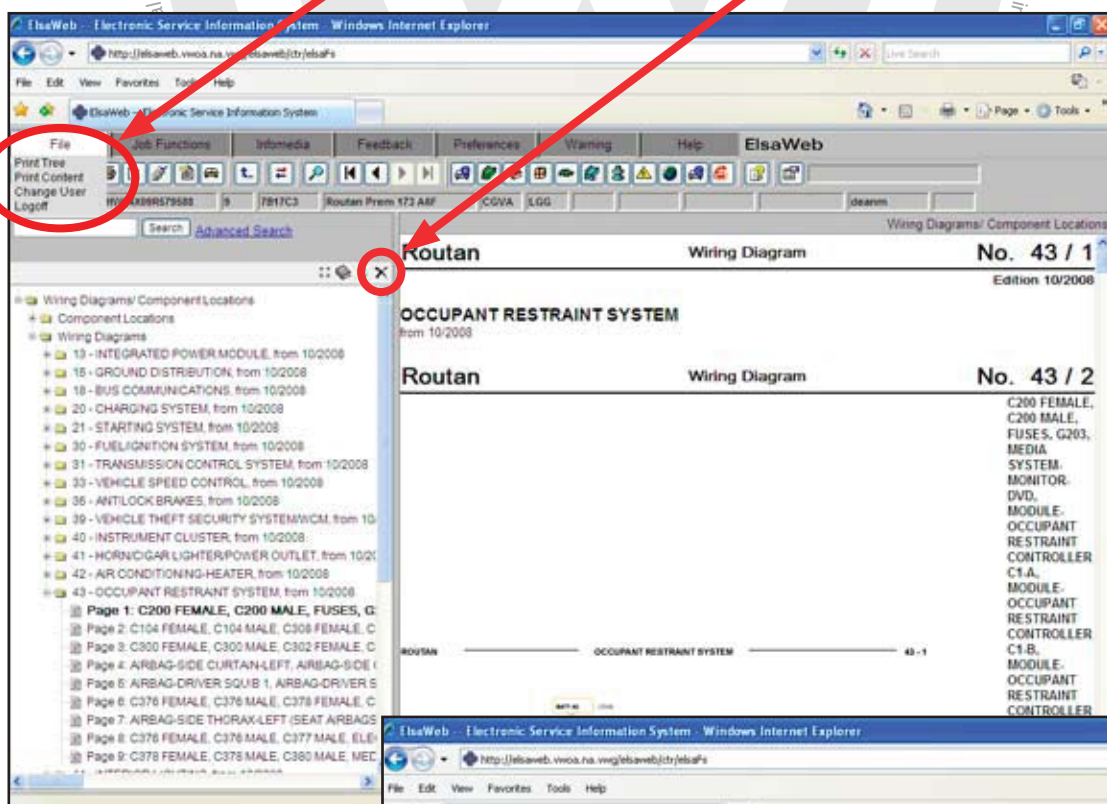 ElsaWeb - Electronic Service Information System - Windows Internet Explorer
http://elsaweb.vwoa.na.vwg/elsaweb/ctr/elsaFs
Live Search
File Edit View Favorites Tools Help
ElsaWeb - Electronic Service Information System
Page Tools
File Job Functions Infomedia Feedback Preferences Warning Help ElsaWeb
Print Tree
Print Content
Change User
Logoff
9 7B17C3 Routan Prem 173 A6F CGVA LGG deanm
Search Advanced Search
Wiring Diagrams/ Component Locations
Routan Wiring Diagram No. 43 / 1
Edition 10/2008
OCCUPANT RESTRAINT SYSTEM
from 10/2008
Routan Wiring Diagram No. 43 / 2
C200 FEMALE,
C200 MALE,
FUSES, G203,
MEDIA
SYSTEM-
MONITOR-
DVD,
MODULE-
OCCUPANT
RESTRAINT
CONTROLLER
C1-A,
MODULE-
OCCUPANT
RESTRAINT
CONTROLLER
C1-B,
MODULE-
OCCUPANT
RESTRAINT
CONTROLLER
ROUTAN OCCUPANT RESTRAINT SYSTEM 43 - 1
Wiring Diagrams/ Component Locations
Component Locations
Wiring Diagrams
13 - INTEGRATED POWER MODULE, from 10/2008
15 - GROUND DISTRIBUTION, from 10/2008
18 - BUS COMMUNICATIONS, from 10/2008
20 - CHARGING SYSTEM, from 10/2008
21 - STARTING SYSTEM, from 10/2008
30 - FUEL/IGNITION SYSTEM, from 10/2008
31 - TRANSMISSION CONTROL SYSTEM, from 10/2008
33 - VEHICLE SPEED CONTROL, from 10/2008
35 - ANTILOCK BRAKES, from 10/2008
39 - VEHICLE THEFT SECURITY SYSTEM/WCM, from 10/
40 - INSTRUMENT CLUSTER, from 10/2008
41 - HORN/CIGAR LIGHTER/POWER OUTLET, from 10/20
42 - AIR CONDITIONING-HEATER, from 10/2008
43 - OCCUPANT RESTRAINT SYSTEM, from 10/2008
Page 1: C200 FEMALE, C200 MALE, FUSES, G
Page 2: C104 FEMALE, C104 MALE, C308 FEMALE, C
Page 3: C300 FEMALE, C300 MALE, C302 FEMALE, C
Page 4: AIRBAG-SIDE CURTAIN-LEFT, AIRBAG-SIDE
Page 5: AIRBAG-DRIVER SQUIB 1, AIRBAG-DRIVER S
Page 6: C376 FEMALE, C376 MALE, C378 FEMALE, C
Page 7: AIRBAG-SIDE THORAX-LEFT (SEAT AIRBAGS
Page 8: C376 FEMALE, C376 MALE, C377 MALE, ELE
Page 9: C378 FEMALE, C378 MALE, C380 MALE, MED
ElsaWeb - Electronic Service Information System - Windows Internet Explorer
http://elsaweb.vwoa.na.vwg/elsaweb/ctr/elsaFs
File Edit View Favorites Tools Help